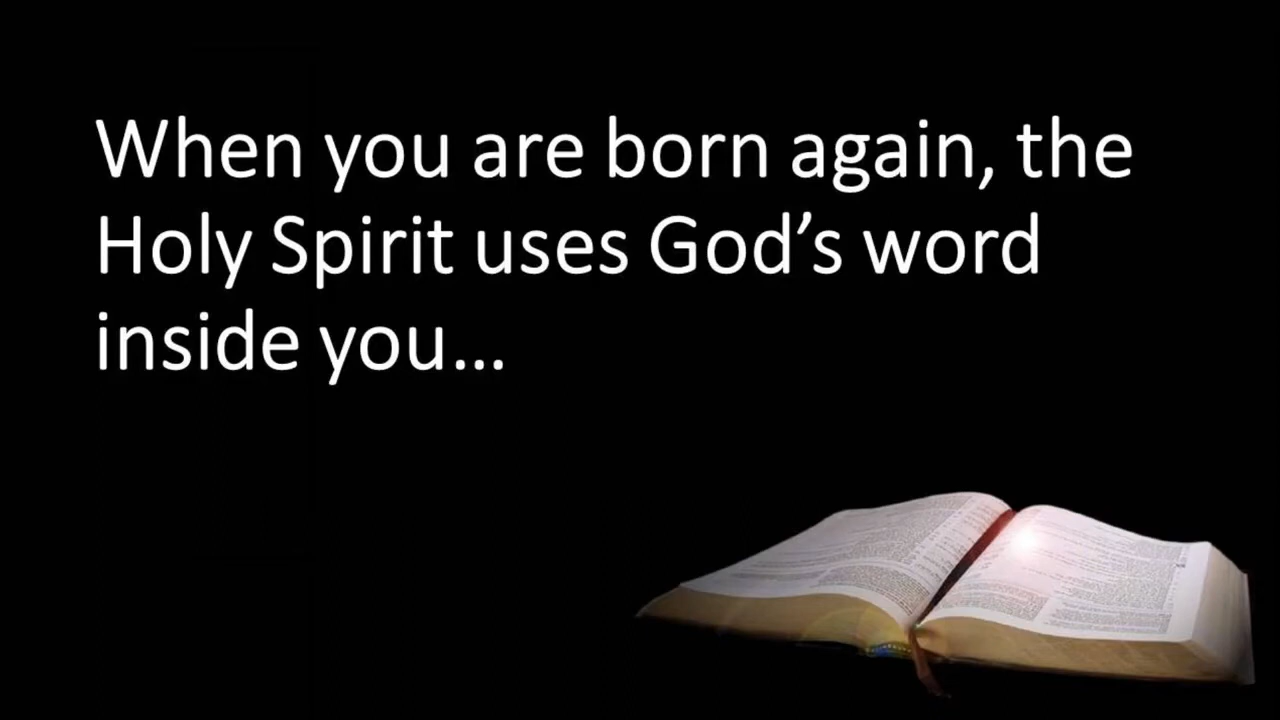 When you are born again, the
Holy Spirit uses God’s word
inside you…